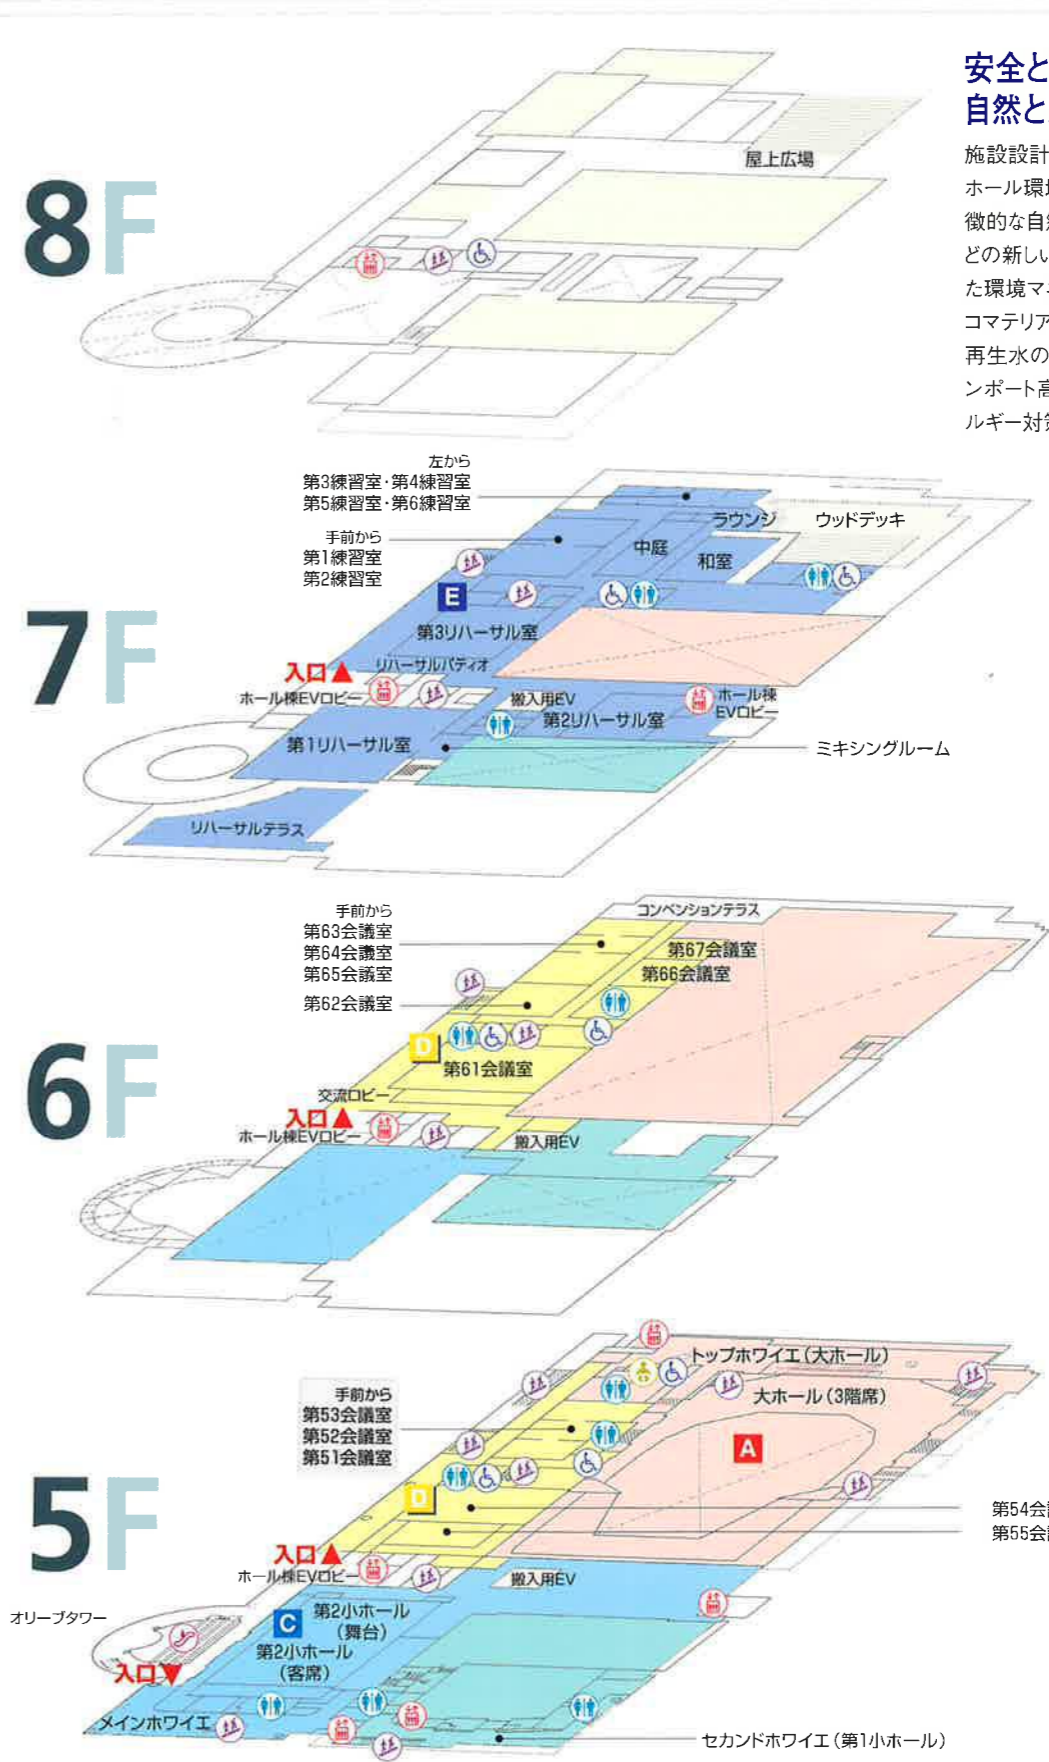 安全と
自然と
施設設計
ホール環境
徴的な自然
どの新しい
た環境マネ
コマテリア
再生水の
ンポート高
ルギー対策
8F
屋上広場
7F
左から
第3練習室・第4練習室
第5練習室・第6練習室
手前から
第1練習室
第2練習室
ラウンジ
ウッドデッキ
中庭
和室
E
第3リハーサル室
リハーサルパティオ
入口▲
ホール棟EVロビー
搬入用EV
第2リハーサル室
ホール棟
EVロビー
第1リハーサル室
ミキシングルーム
リハーサルテラス
6F
手前から
第63会議室
第64会議室
第65会議室
第62会議室
コンベンションテラス
第67会議室
第66会議室
D
第61会議室
交流ロビー
入口▲
ホール棟EVロビー
搬入用EV
5F
手前から
第53会議室
第52会議室
第51会議室
トップホワイエ(大ホール)
大ホール(3階席)
A
D
第54会
第55会
入口▲
ホール棟EVロビー
搬入用EV
オリーブタワー
C
第2小ホール
(舞台)
第2小ホール
(客席)
入口▼
メインホワイエ
セカンドホワイエ(第1小ホール)